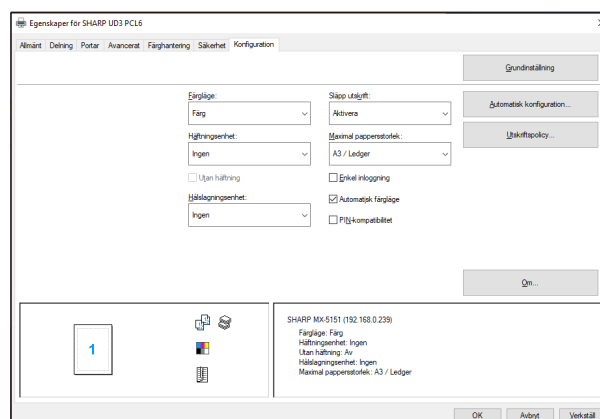 Egenskaper för SHARP UD3 PCL6
Allmänt Delning Portar Avancerat Färghantering Säkerhet Konfiguration
Grundinställning
Färgläge: Släpp utskrift: Automatisk konfiguration...
Färg Aktivera
Häftningsenhet: Maximal pappersstorlek: Utskriftspolicy...
Ingen A3 / Ledger
Utan häftning Enkel inloggning
Hålslagningsenhet: Automatisk färgläge
Ingen PIN-kompatibilitet
Om...
1
SHARP MX-5151 (192.168.0.239)
Färgläge: Färg
Häftningsenhet: Ingen
Utan häftning: Av
Hålslagningsenhet: Ingen
Maximal pappersstorlek: A3 / Ledger
OK Avbryt Verkställ